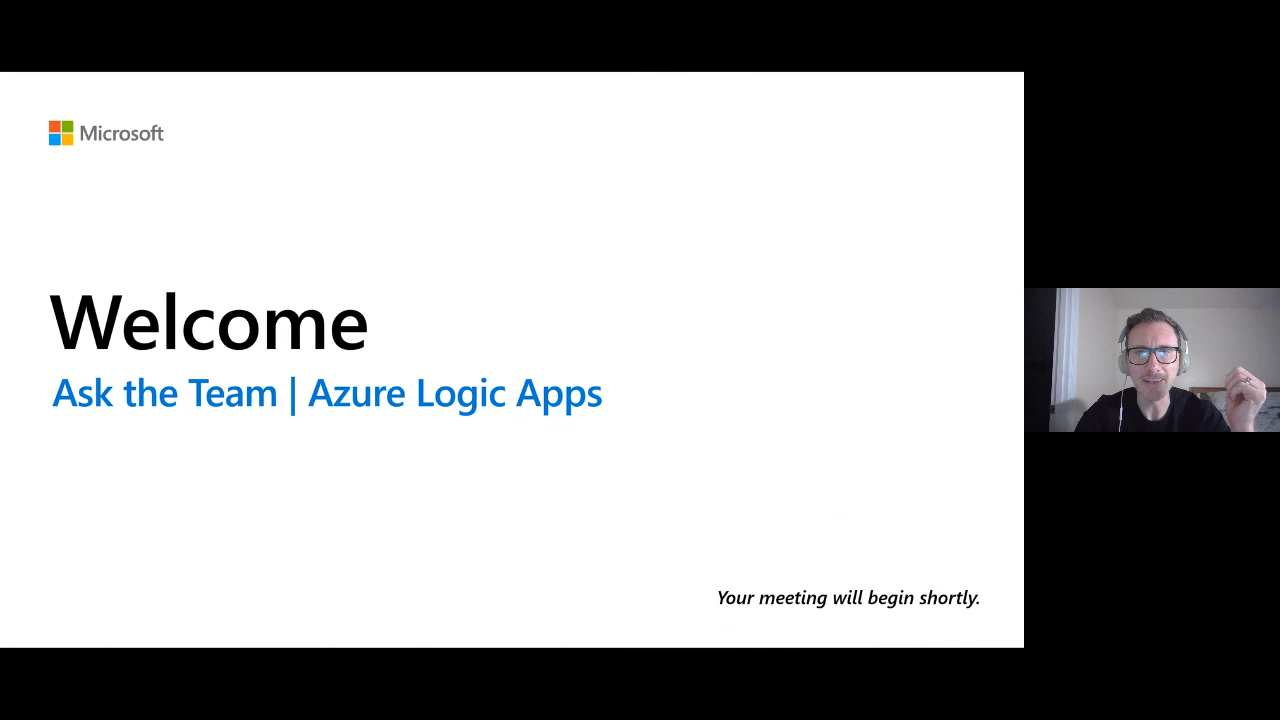 Microsoft
Welcome
Ask the Team | Azure Logic Apps
Your meeting will begin shortly.